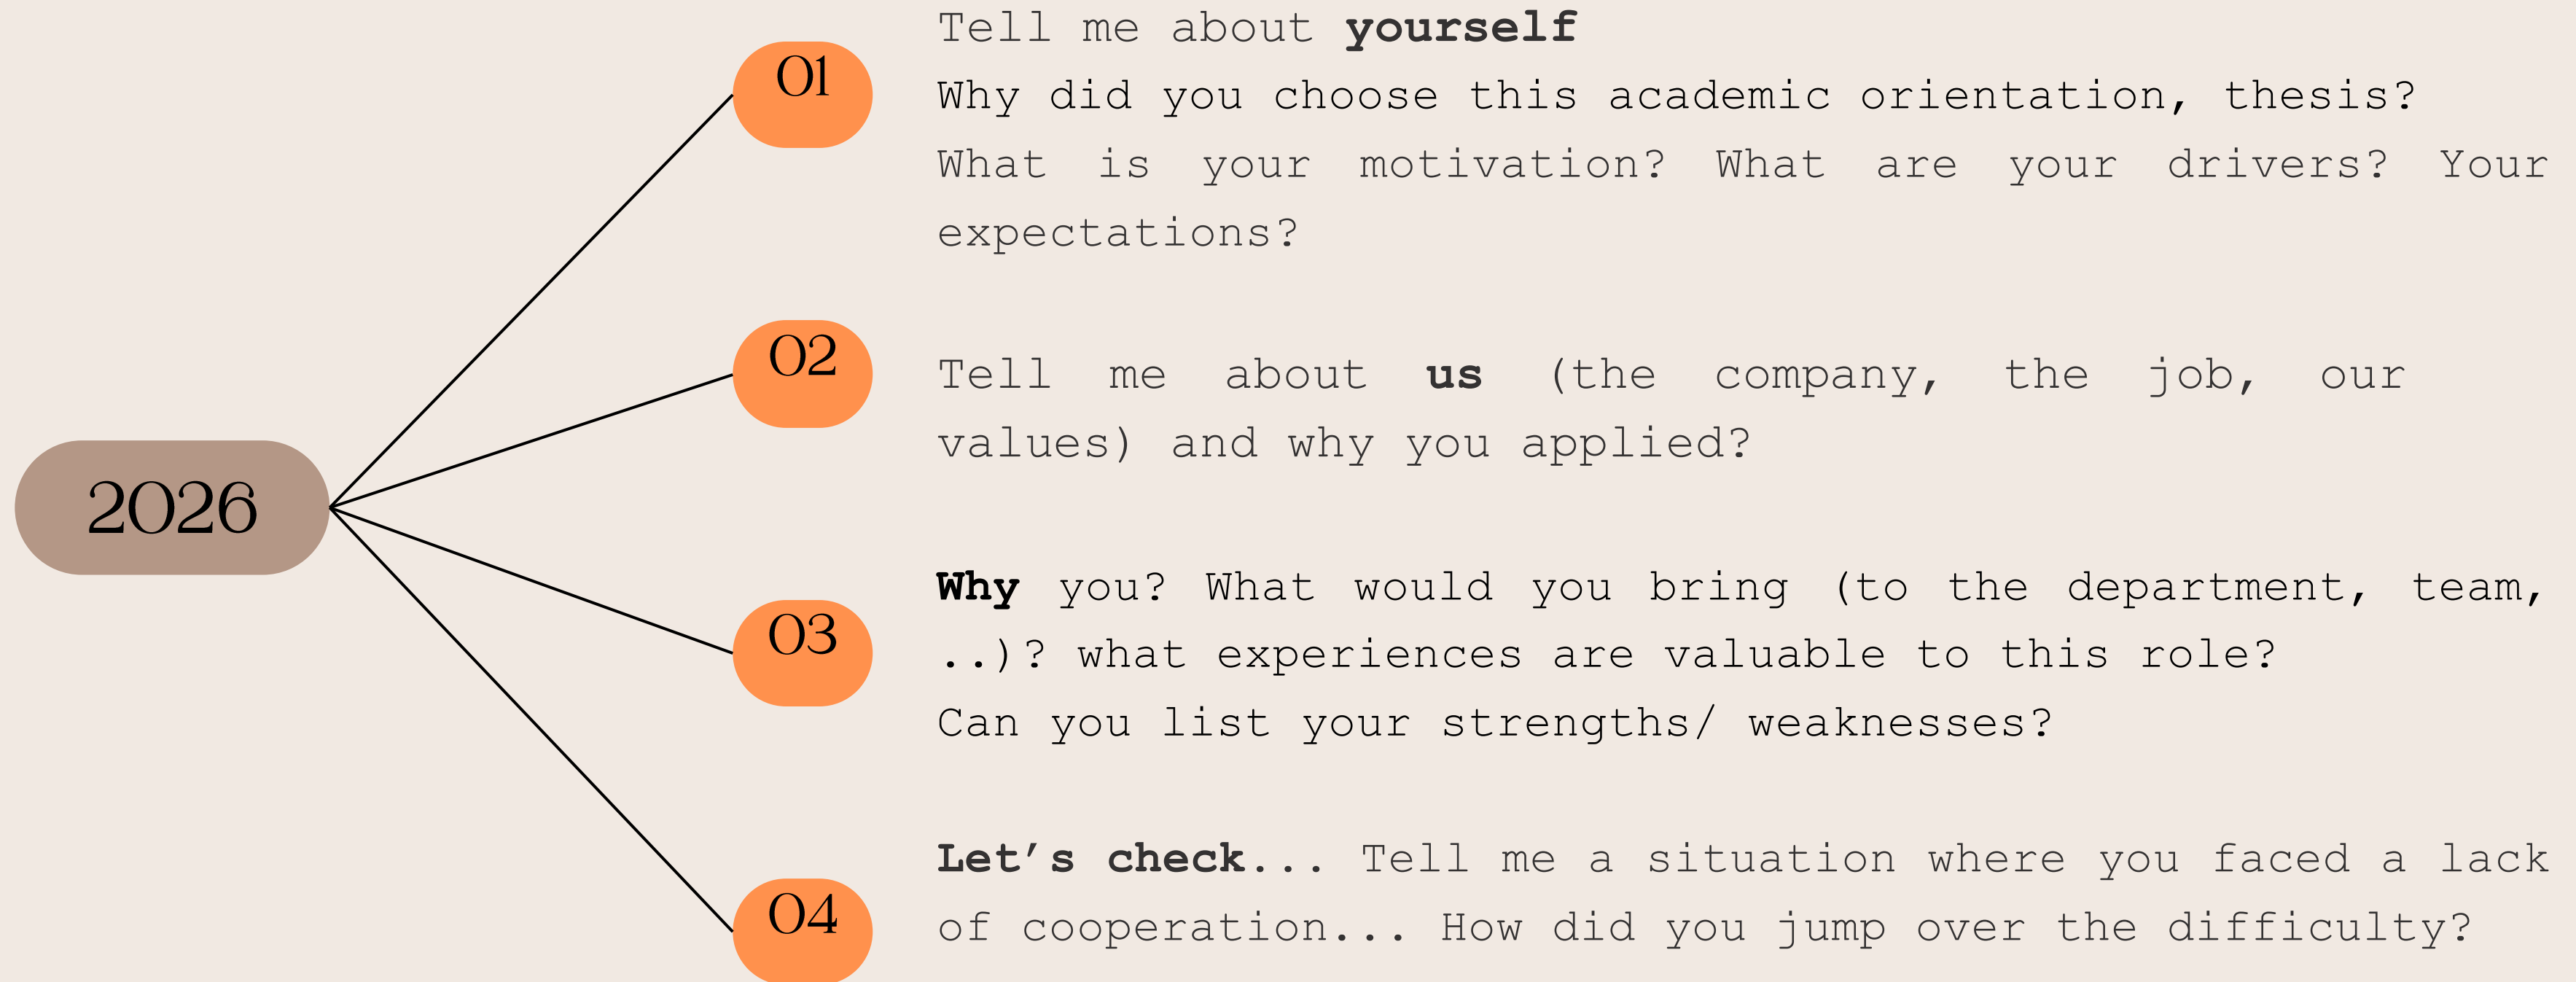 2026
01
Tell me about yourself
Why did you choose this academic orientation, thesis?
What is your motivation? What are your drivers? Your
expectations?
02
Tell me about us (the company, the job, our
values) and why you applied?
03
Why you? What would you bring (to the department, team,
..)? what experiences are valuable to this role?
Can you list your strengths/ weaknesses?
04
Let's check... Tell me a situation where you faced a lack
of cooperation... How did you jump over the difficulty?